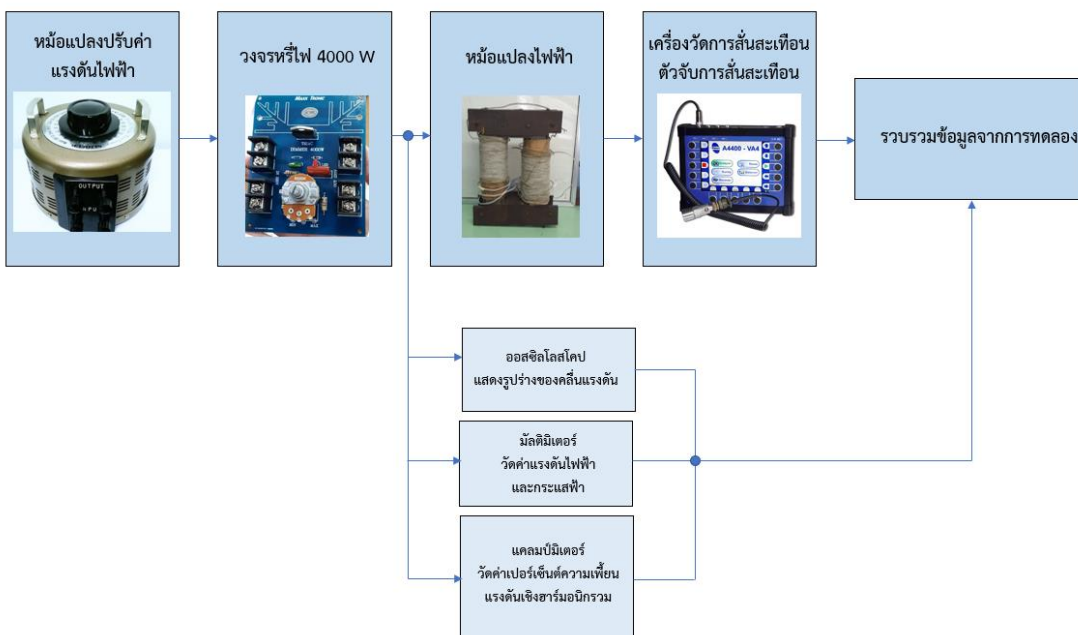 หม้อแปลงปรับค่า
แรงดันไฟฟ้า
วงจรหรี่ไฟ 4000 W
หม้อแปลงไฟฟ้า
เครื่องวัดการสั่นสะเทือน
ตัวจับการสั่นสะเทือน
รวบรวมข้อมูลจากการทดลอง
OUTPUT
INPUT
TRIAC
DIMMER 4000W
MIN
MAX
A4400 - VA4
ออสซิลโลสโคป
แสดงรูปร่างของคลื่นแรงดัน
มัลติมิเตอร์
วัดค่าแรงดันไฟฟ้า
และกระแสฟ้า
แคลมป์มิเตอร์
วัดค่าเปอร์เซ็นต์ความเพี้ยน
แรงดันเชิงฮาร์มอนิกรวม